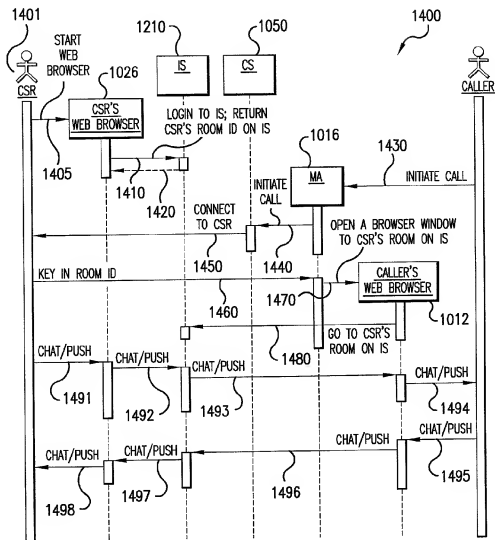 1401
CSR
START
WEB
BROWSER
1405
1026
CSR'S
WEB BROWSER
1210
IS
1050
CS
1400
CALLER
LOGIN TO IS; RETURN
CSR'S ROOM ID ON IS
1410
1420
1016
MA
1430
INITIATE CALL
INITIATE
CALL
1440
CONNECT
TO CSR
1450
OPEN A BROWSER WINDOW
TO CSR'S ROOM ON IS
KEY IN ROOM ID
1460
1470
CALLER'S
WEB BROWSER
1012
GO TO CSR'S
ROOM ON IS
1480
CHAT/PUSH
1491
CHAT/PUSH
1492
CHAT/PUSH
1493
CHAT/PUSH
1494
CHAT/PUSH
1495
CHAT/PUSH
1496
CHAT/PUSH
1497
CHAT/PUSH
1498